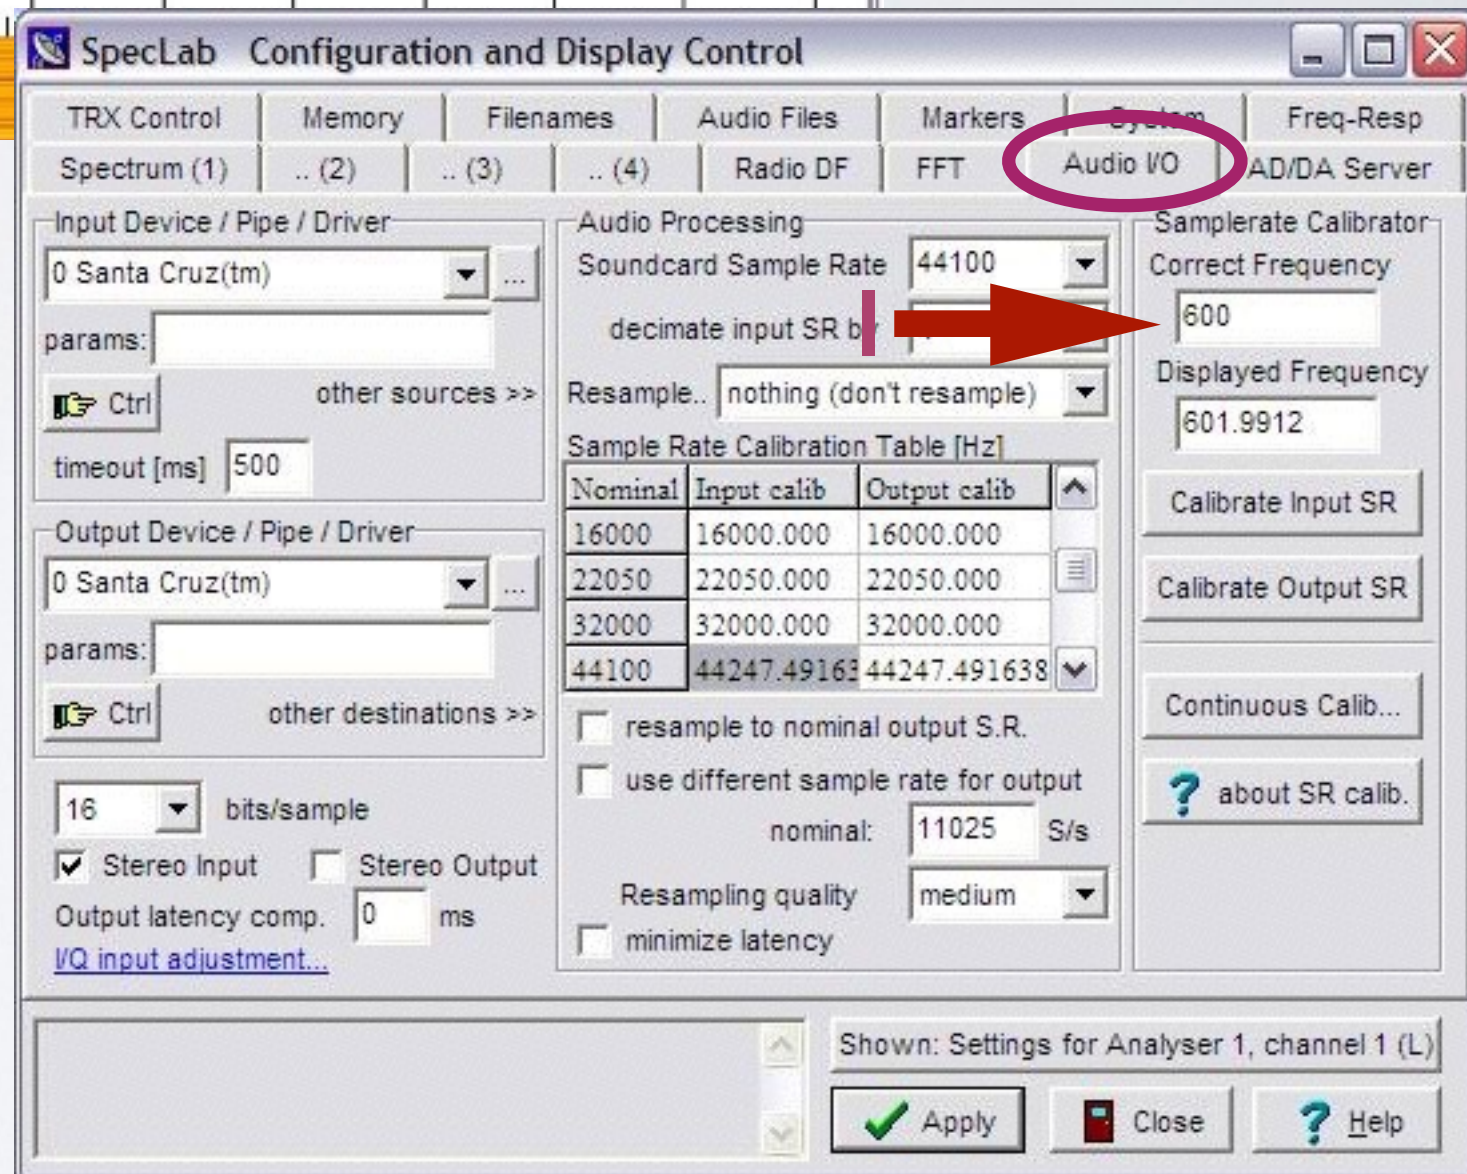 SpecLab Configuration and Display Control
TRX Control Memory Filenames Audio Files Markers System Freq-Resp
Spectrum (1) .. (2) .. (3) .. (4) Radio DF FFT Audio I/O AD/DA Server
Input Device / Pipe / Driver
0 Santa Cruz(tm) ...
params:
Ctrl other sources >>
timeout [ms] 500
Output Device / Pipe / Driver
0 Santa Cruz(tm) ...
params:
Ctrl other destinations >>
16 bits/sample
Stereo Input Stereo Output
Output latency comp. 0 ms
I/Q input adjustment...
Audio Processing
Soundcard Sample Rate 44100
decimate input SR by
Resample.. nothing (don't resample)
Sample Rate Calibration Table [Hz]
Nominal Input calib Output calib
16000 16000.000 16000.000
22050 22050.000 22050.000
32000 32000.000 32000.000
44100 44247.49163 44247.491638
resample to nominal output S.R.
use different sample rate for output
nominal: 11025 S/s
Resampling quality medium
minimize latency
Samplerate Calibrator
Correct Frequency
600
Displayed Frequency
601.9912
Calibrate Input SR
Calibrate Output SR
Continuous Calib...
? about SR calib.
Shown: Settings for Analyser 1, channel 1 (L)
Apply Close ? Help